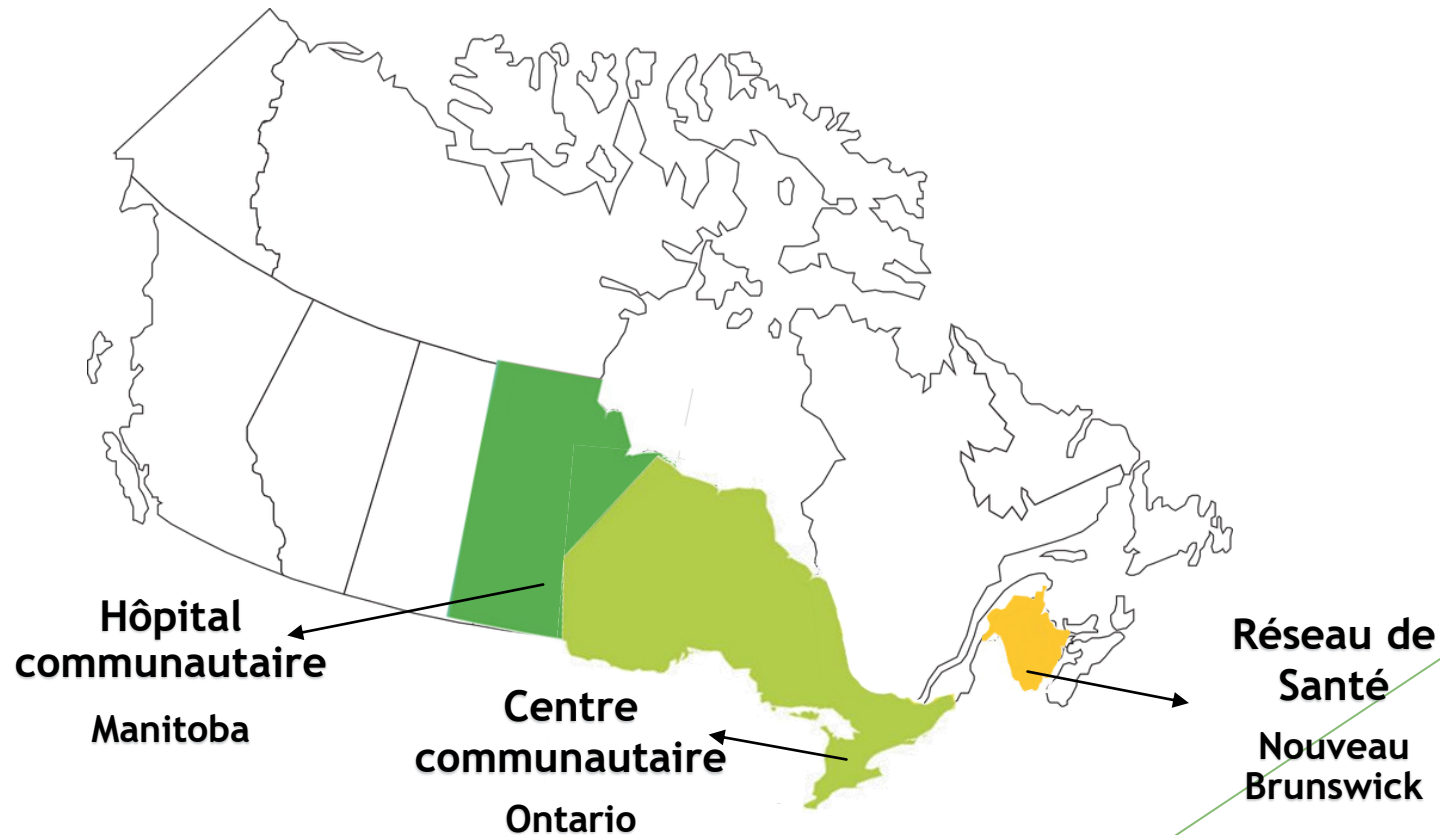 Hôpital
communautaire
Manitoba
Centre
communautaire
Ontario
Réseau de
Santé
Nouveau
Brunswick